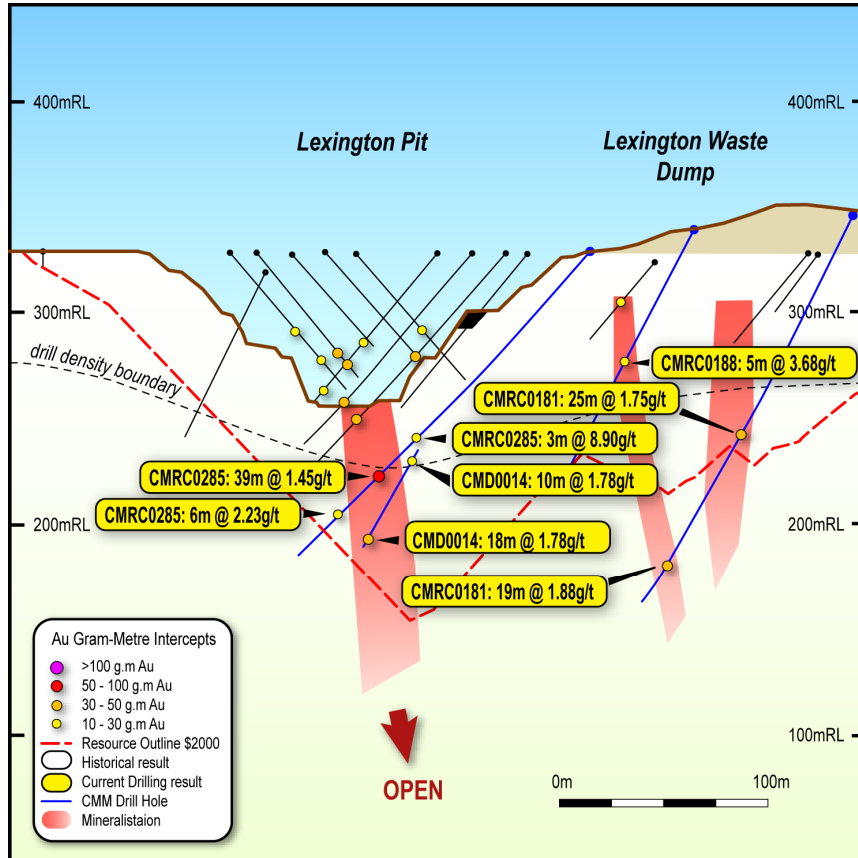 400mRL
400mRL
Lexington Pit
Lexington Waste
Dump
300mRL
300mRL
drill density boundary
CMRC0188: 5m @ 3.68g/t
CMRC0181: 25m @ 1.75g/t
CMRC0285: 3m @ 8.90g/t
CMRC0285: 39m @ 1.45g/t
CMD0014: 10m @ 1.78g/t
CMRC0285: 6m @ 2.23g/t
200mRL
200mRL
CMD0014: 18m @ 1.78g/t
CMRC0181: 19m @ 1.88g/t
Au Gram-Metre Intercepts
>100 g.m Au
50 - 100 g.m Au
30 - 50 g.m Au
10 - 30 g.m Au
Resource Outline $2000
Historical result
Current Drilling result
CMM Drill Hole
Mineralistaion
100mRL
OPEN
0m
100m